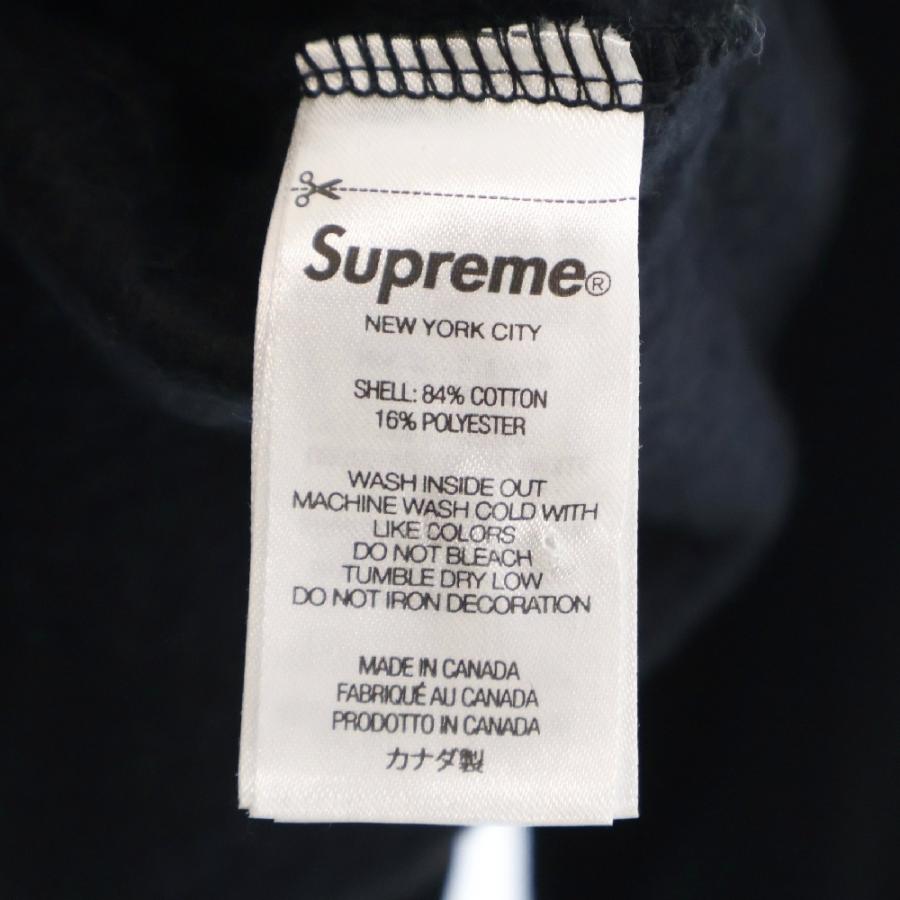 Supreme®
NEW YORK CITY
SHELL: 84% COTTON
16% POLYESTER
WASH INSIDE OUT
MACHINE WASH COLD WITH
LIKE COLORS
DO NOT BLEACH
TUMBLE DRY LOW
DO NOT IRON DECORATION
MADE IN CANADA
FABRIQUÉ AU CANADA
PRODOTTO IN CANADA
カナダ製